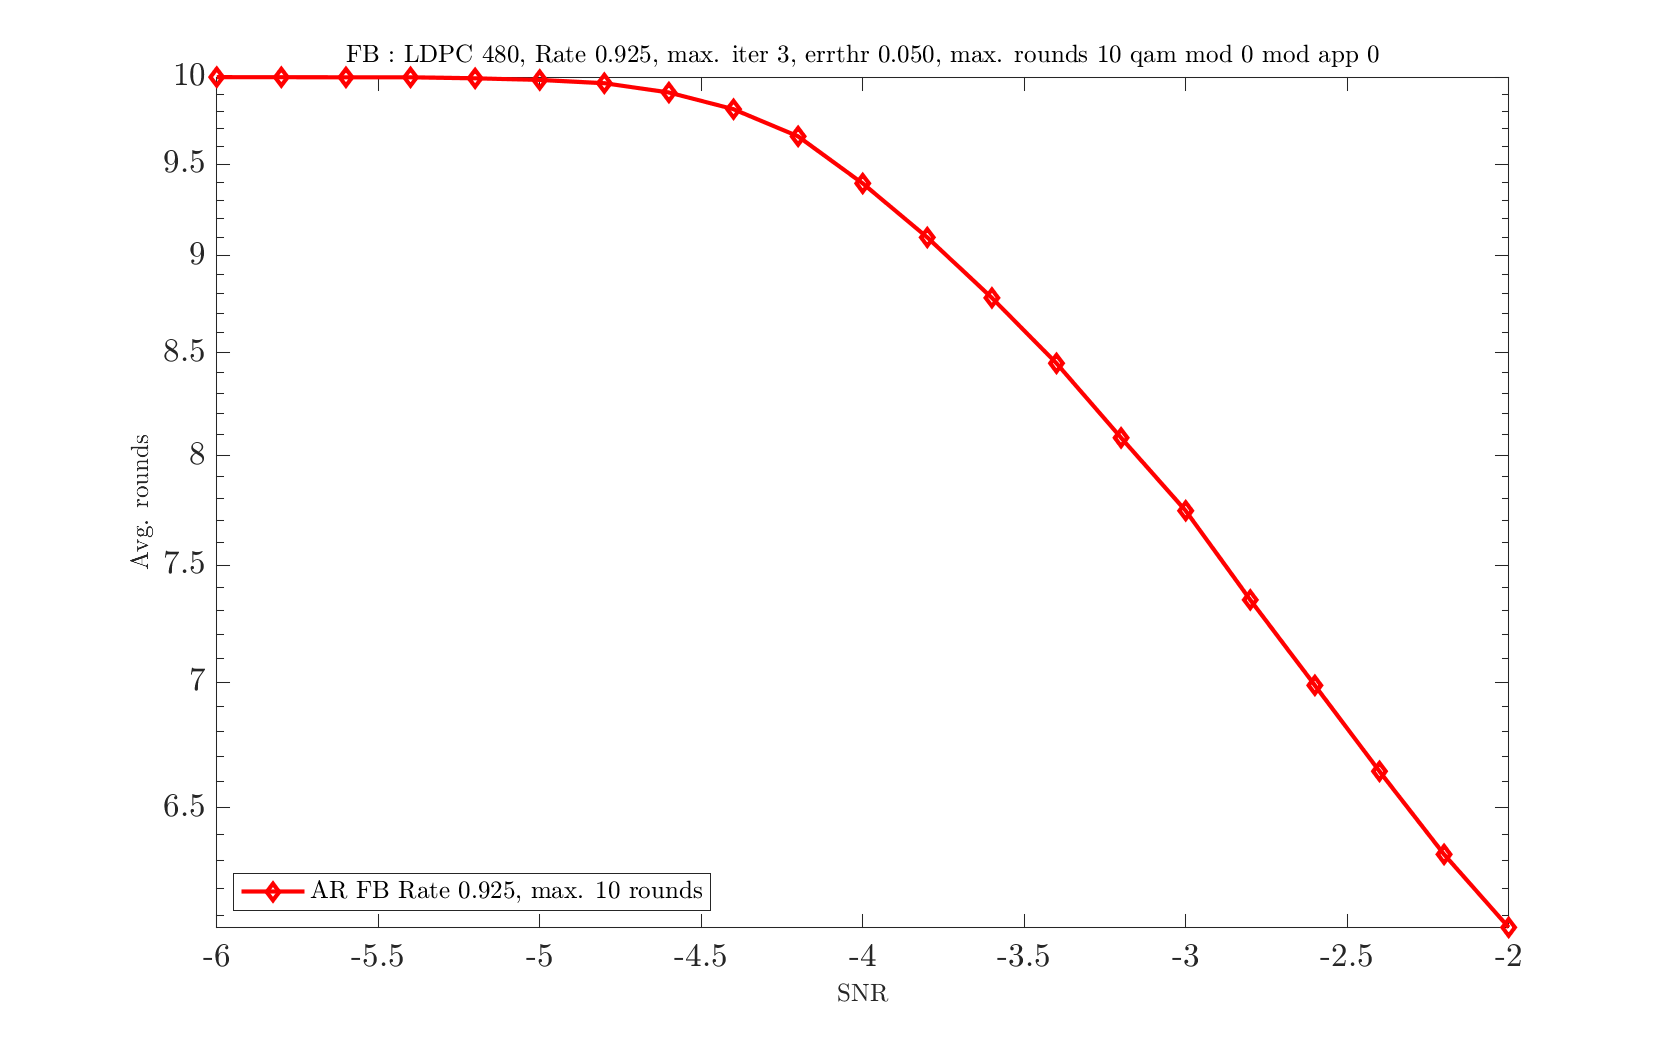 FB : LDPC 480, Rate 0.925, max. iter 3, errthr 0.050, max. rounds 10 qam mod 0 mod app 0
10
9.5
9
8.5
8
7.5
7
6.5
Avg. rounds
AR FB Rate 0.925, max. 10 rounds
-6 -5.5 -5 -4.5 -4 -3.5 -3 -2.5 -2
SNR